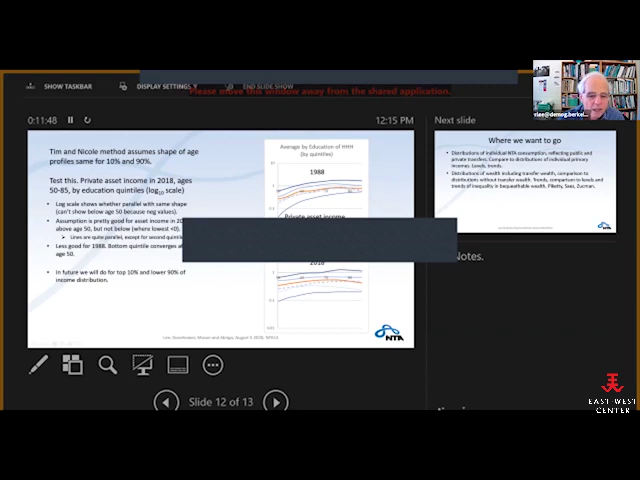 SHOW TASKBAR
DISPLAY SETTINGS
END SLIDE SHOW
Please move this window away from the shared application.
0:11:48
12:15 PM
Tim and Nicole method assumes shape of age
profiles same for 10% and 90%.
Test this. Private asset income in 2018, ages
50-85, by education quintiles (log10 scale)
• Log scale shows whether parallel with same shape
(can't show below age 50 because neg values).
• Assumption is pretty good for asset income in
above age 50, but not below (where lowest <0).
➢ Lines are quite parallel, except for second quintile
• Less good for 1988. Bottom quintile converges
age 50.
• In future we will do for top 10% and lower 90% of
income distribution.
Average by Education of HHH
(by quintiles)
1988
Private asset income
2018
NTA
Next slide
Where we want to go
• Distributions of individual NTA consumption, reflecting public and
private transfers. Compare to distributions of individual primary
incomes. Levels, trends.
• Distributions of wealth including transfer wealth, comparison to
distributions without transfer wealth. Trends, comparison to levels and
trends of inequality in bequeathable wealth. Piketty, Saez, Zucman.
NTA
Notes.
Slide 12 of 13
rlee@demog.berkel...
EAST-WEST
CENTER